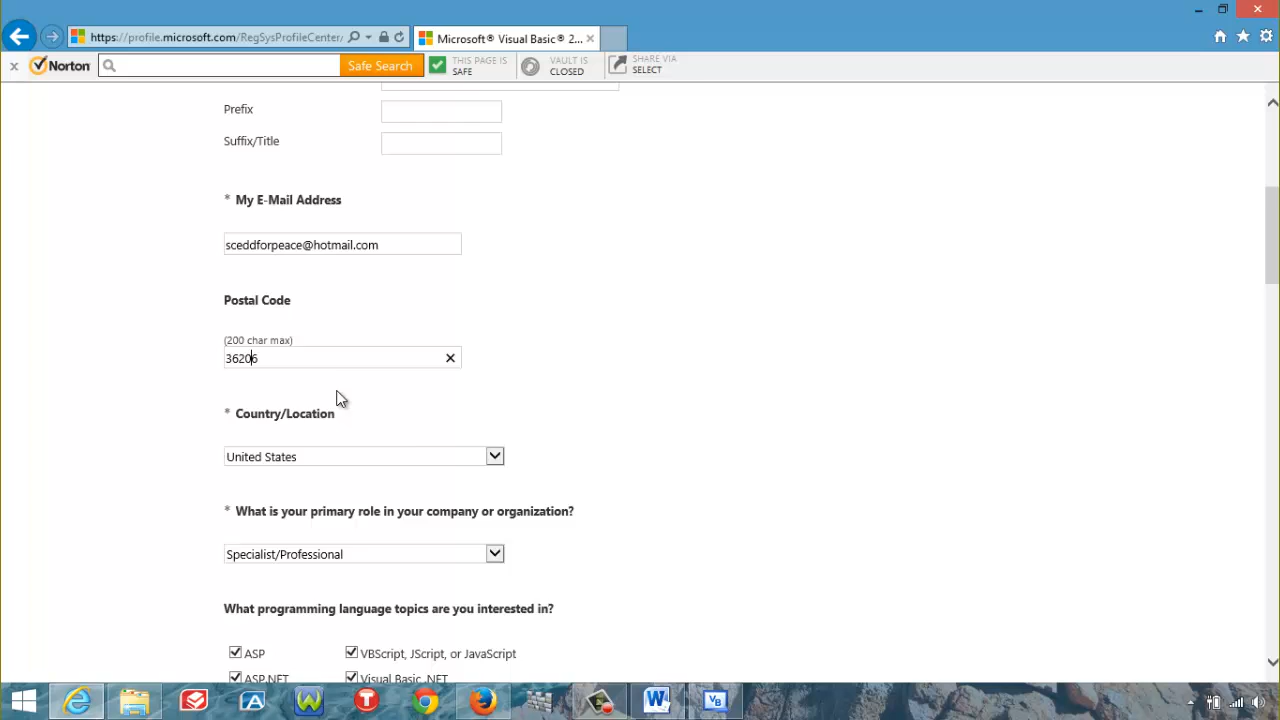 https://profile.microsoft.com/RegSysProfileCenter/
Microsoft® Visual Basic® 2...
Norton
Safe Search
THIS PAGE IS
SAFE
VAULT IS
CLOSED
SHARE VIA
SELECT
Prefix
Suffix/Title
* My E-Mail Address
sceddforpeace@hotmail.com
Postal Code
(200 char max)
36206
* Country/Location
United States
* What is your primary role in your company or organization?
Specialist/Professional
What programming language topics are you interested in?
ASP
VBScript, JScript, or JavaScript
ASP.NET
Visual Basic .NET